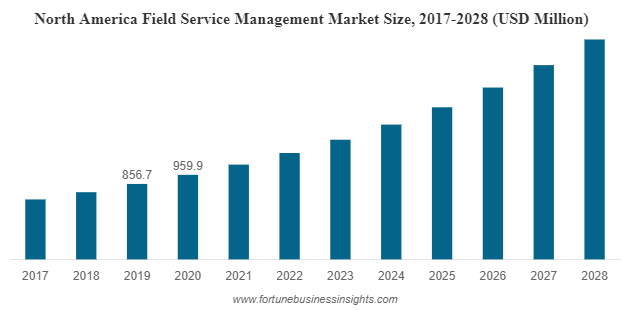 North America Field Service Management Market Size, 2017-2028 (USD Million)
856.7
959.9
2017 2018 2019 2020 2021 2022 2023 2024 2025 2026 2027 2028
www.fortunebusinessinsights.com